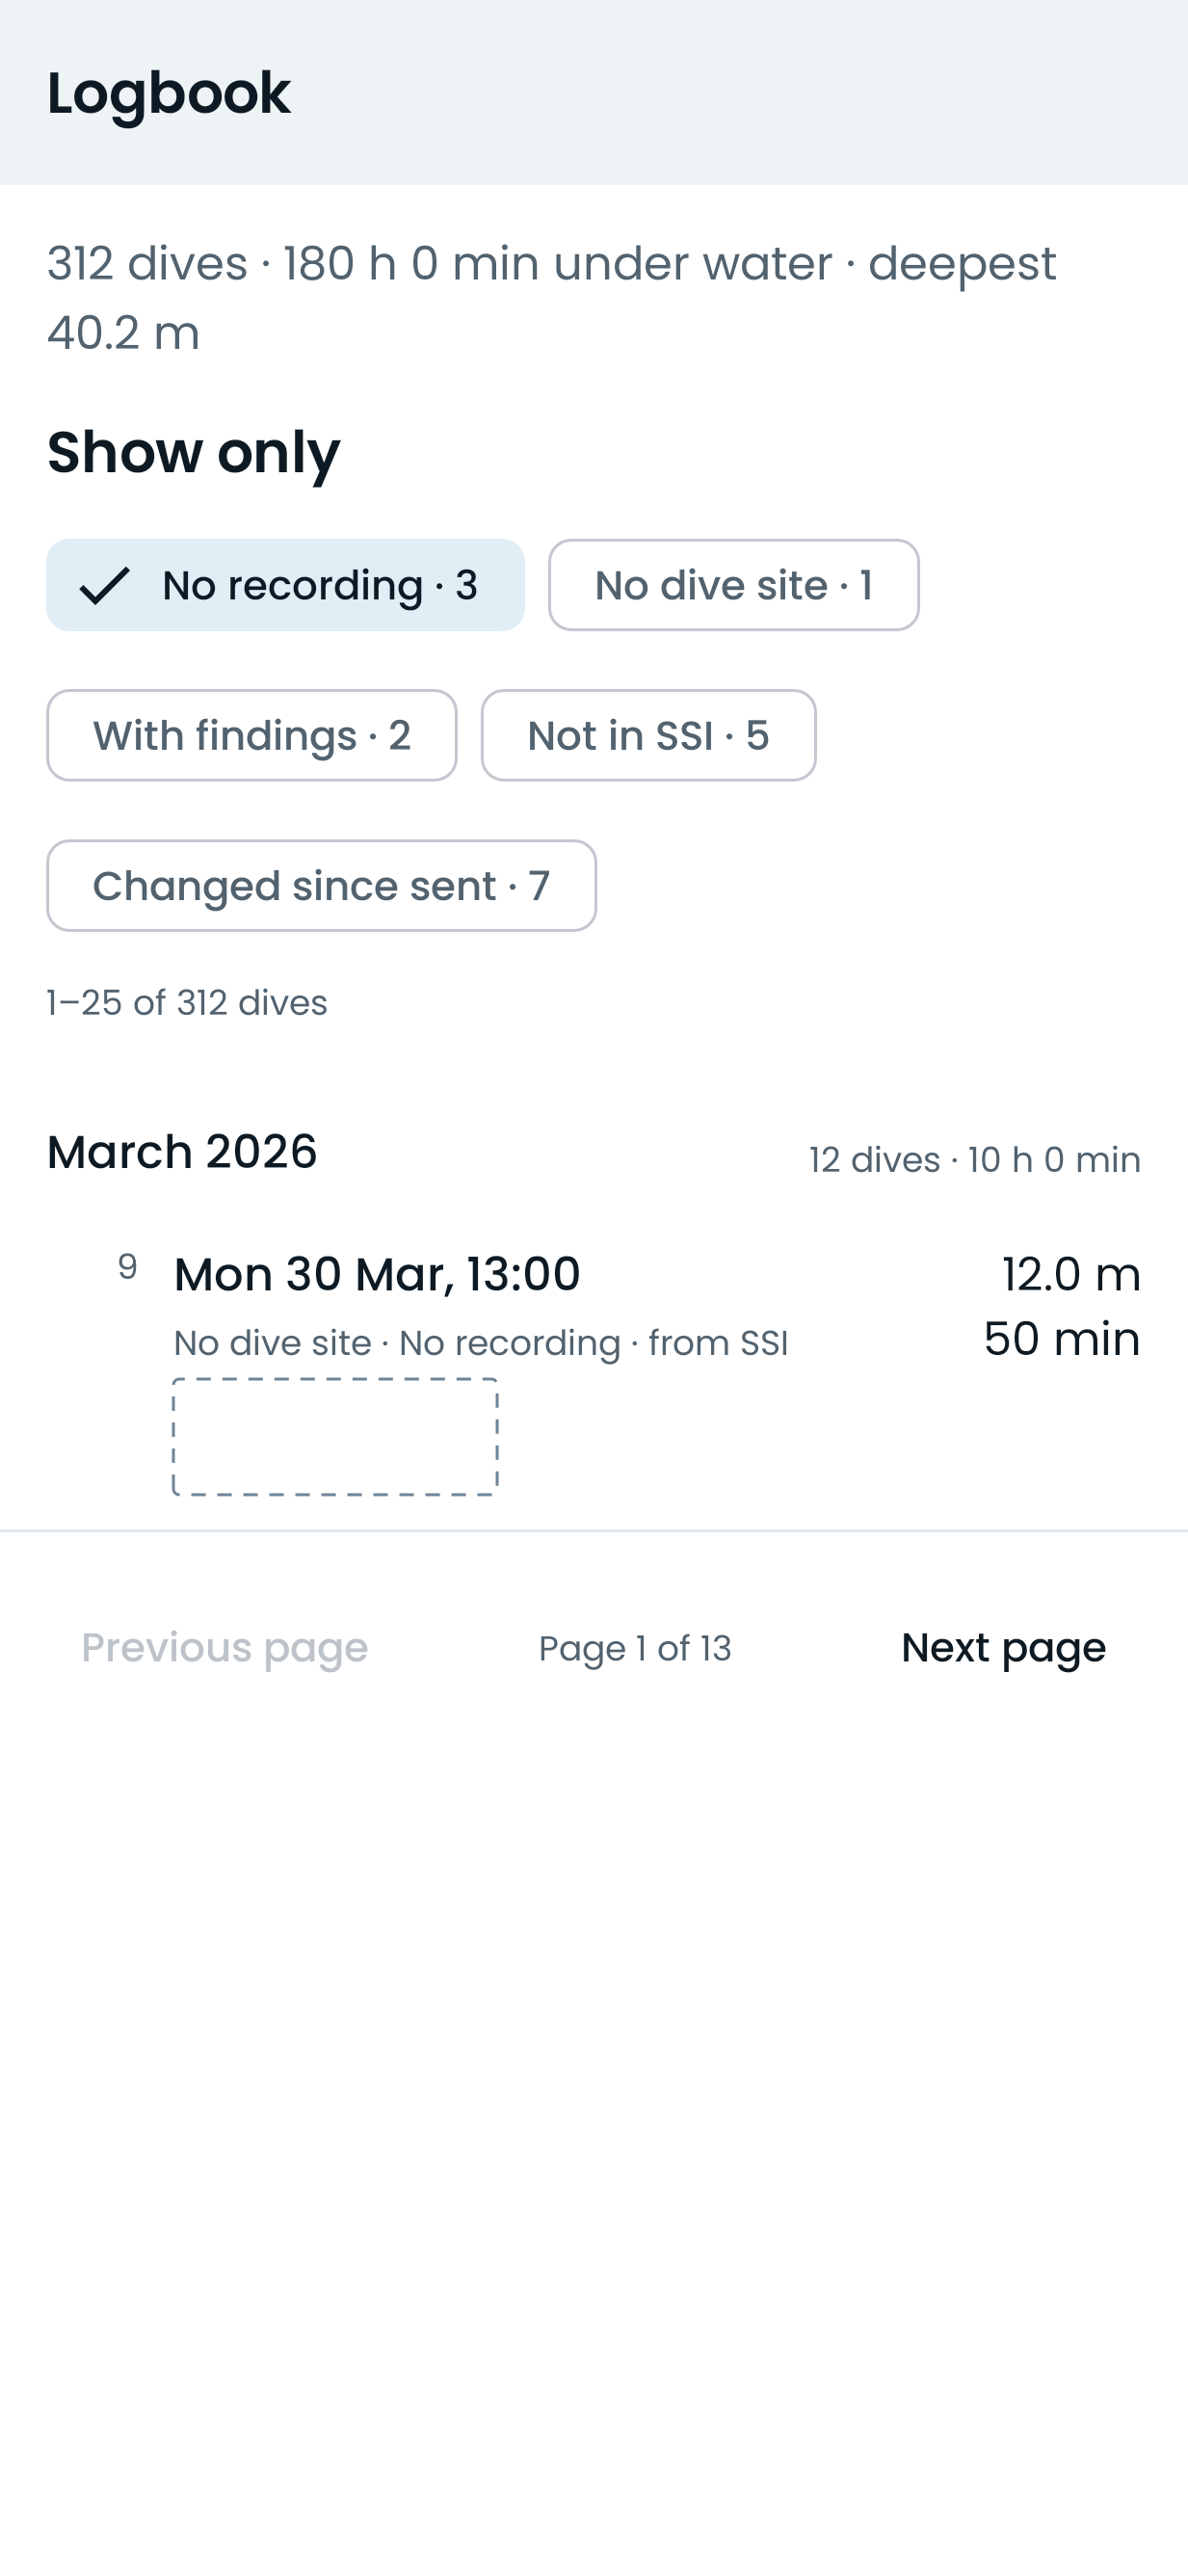 Logbook
312 dives · 180 h 0 min under water · deepest
40.2 m
Show only
No recording · 3
No dive site · 1
With findings · 2
Not in SSI · 5
Changed since sent · 7
1–25 of 312 dives
March 2026
12 dives · 10 h 0 min
9 Mon 30 Mar, 13:00
12.0 m
No dive site · No recording · from SSI
50 min
Previous page
Page 1 of 13
Next page